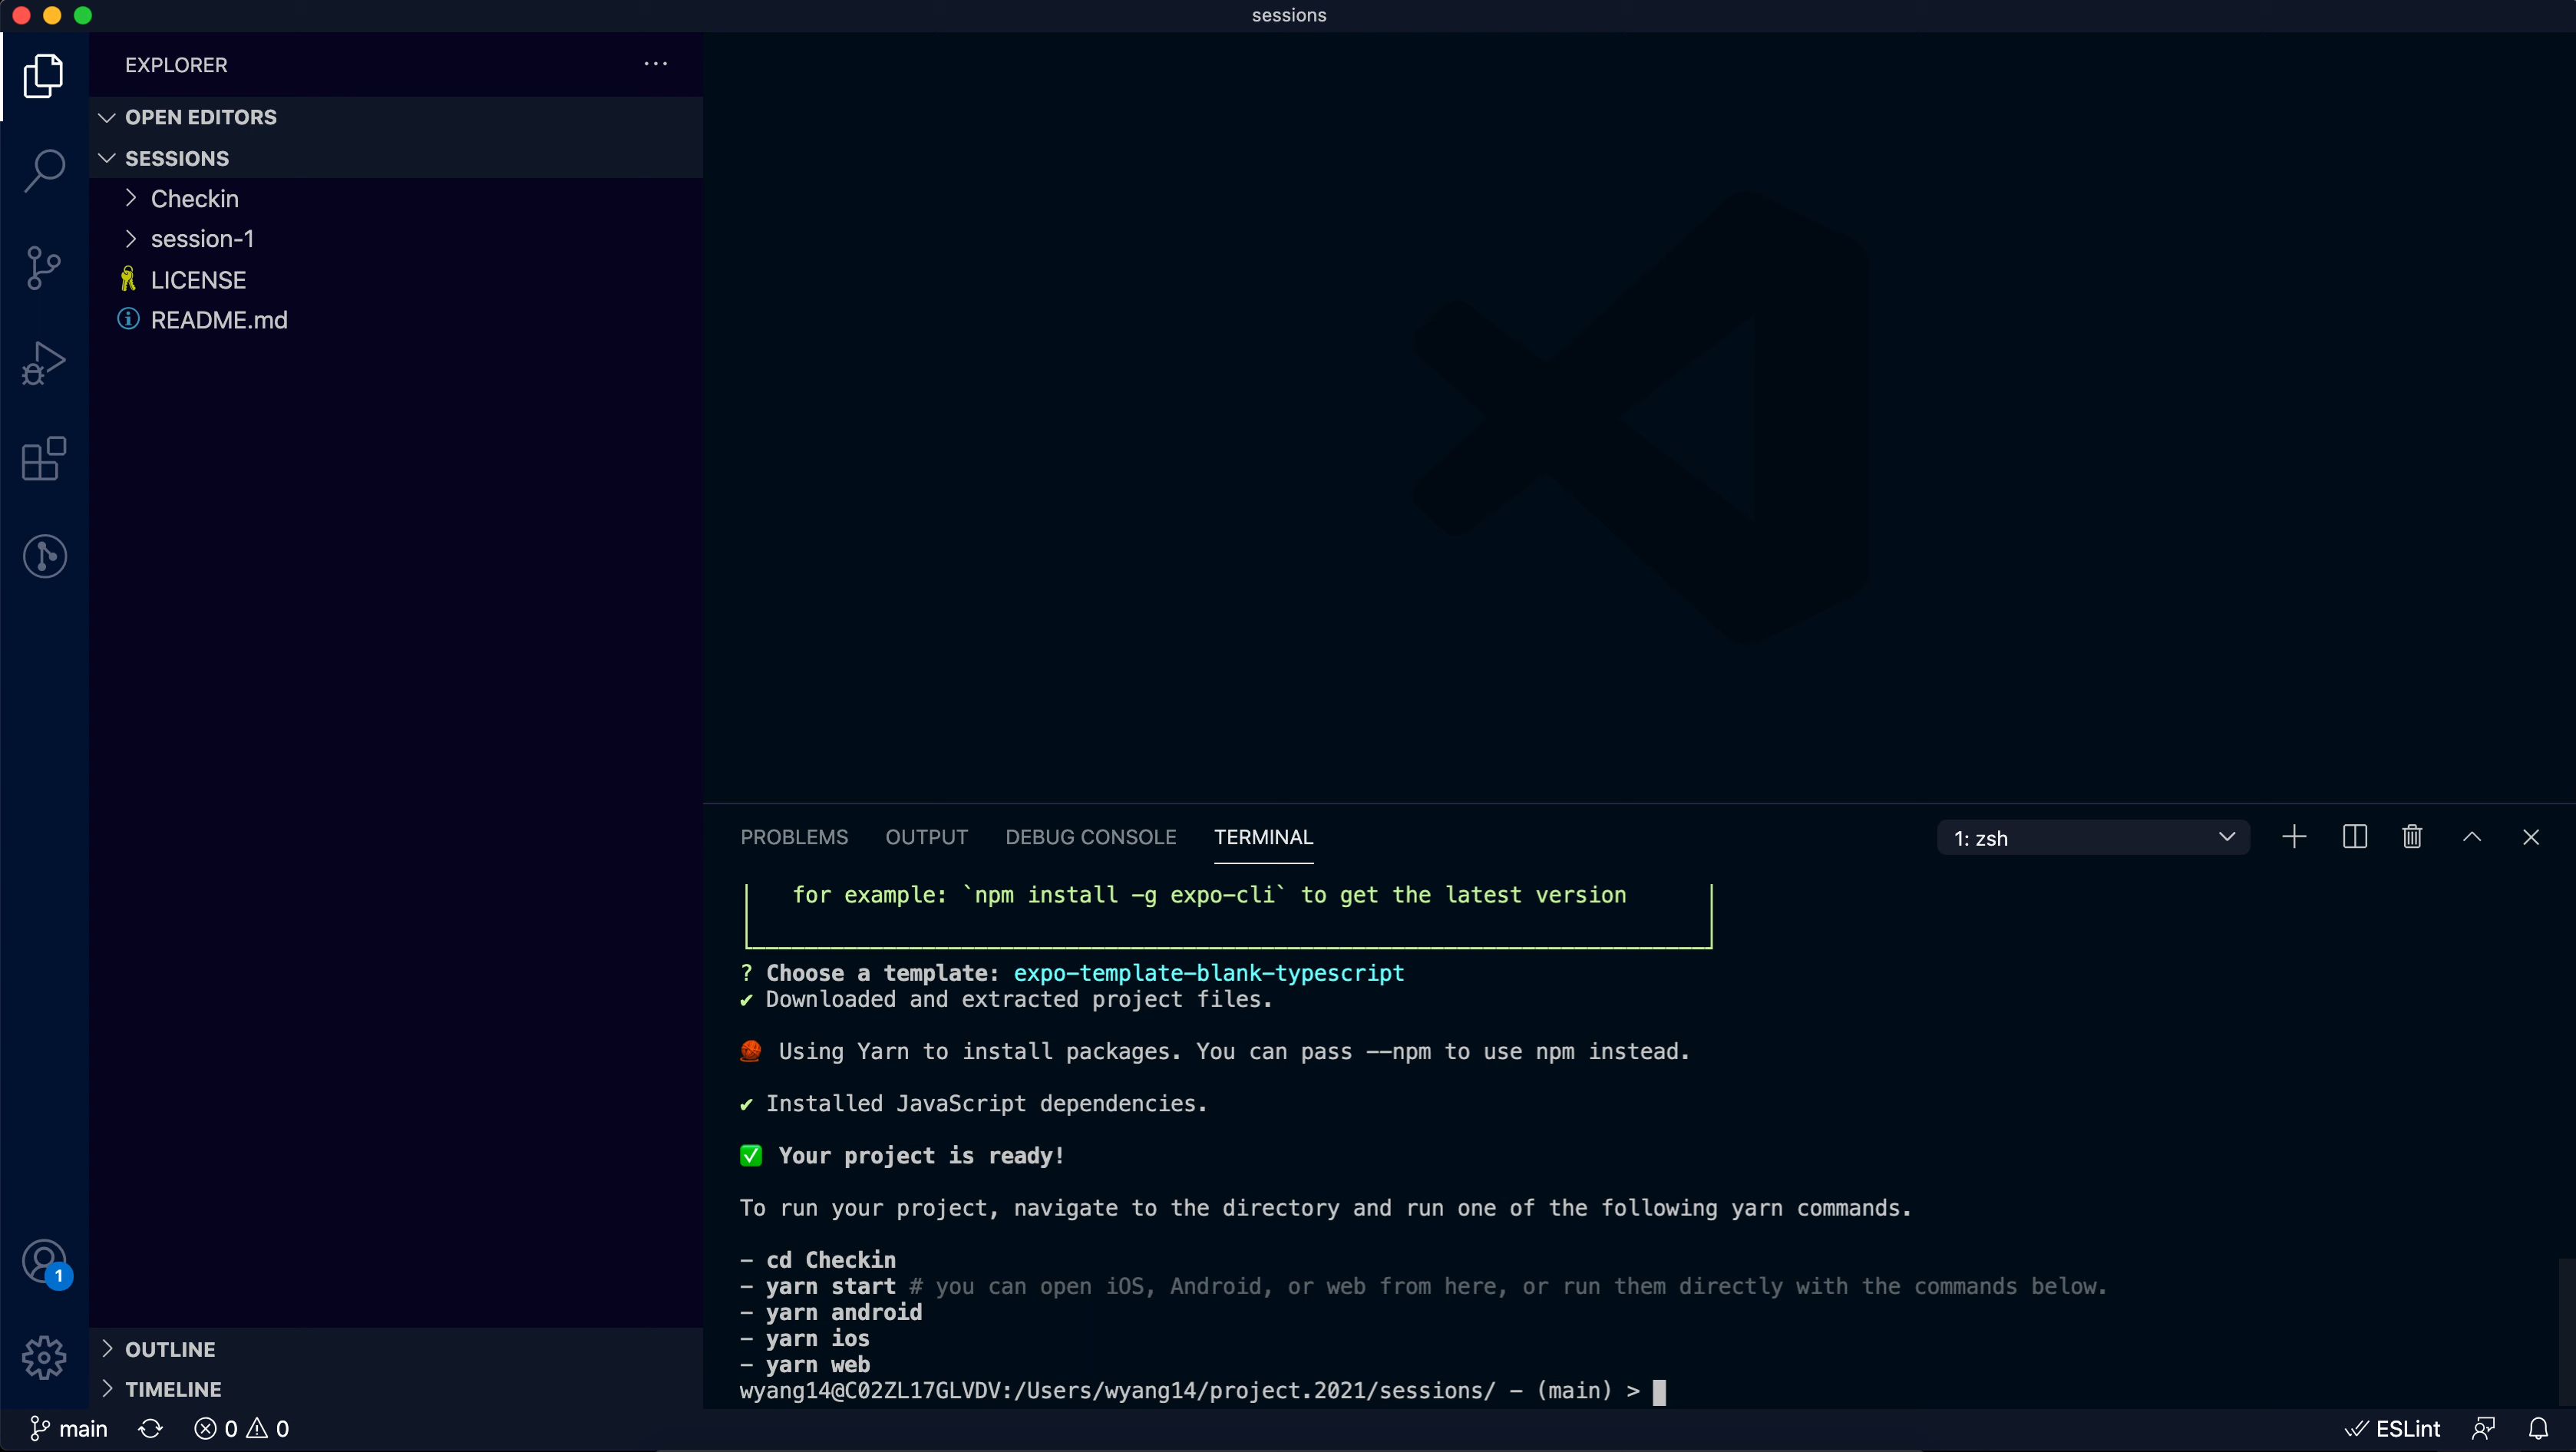 sessions
EXPLORER
OPEN EDITORS
SESSIONS
Checkin
session-1
LICENSE
README.md
OUTLINE
TIMELINE
PROBLEMS OUTPUT DEBUG CONSOLE TERMINAL 1: zsh
for example: `npm install -g expo-cli` to get the latest version
? Choose a template: expo-template-blank-typescript
✔ Downloaded and extracted project files.
🧶 Using Yarn to install packages. You can pass --npm to use npm instead.
✔ Installed JavaScript dependencies.
✅ Your project is ready!
To run your project, navigate to the directory and run one of the following yarn commands.
- cd Checkin
- yarn start # you can open iOS, Android, or web from here, or run them directly with the commands below.
- yarn android
- yarn ios
- yarn web
wyang14@C02ZL17GLVDV:/Users/wyang14/project.2021/sessions/ - (main) >
1
main 0 0 ESLint